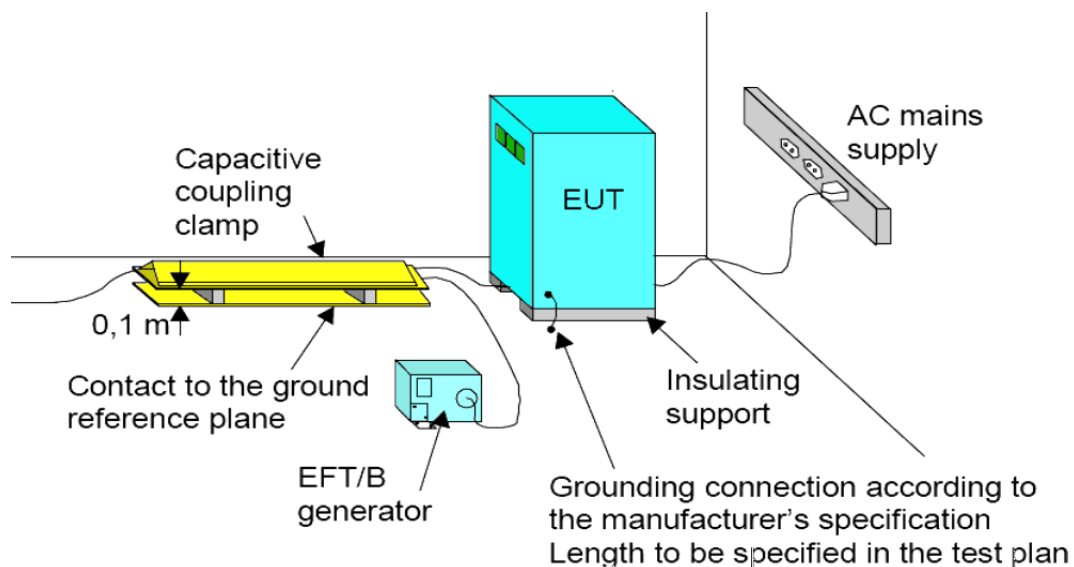 Capacitive
coupling
clamp
EUT
AC mains
supply
0,1 m
Contact to the ground
reference plane
Insulating
support
EFT/B
generator
Grounding connection according to
the manufacturer's specification
Length to be specified in the test plan